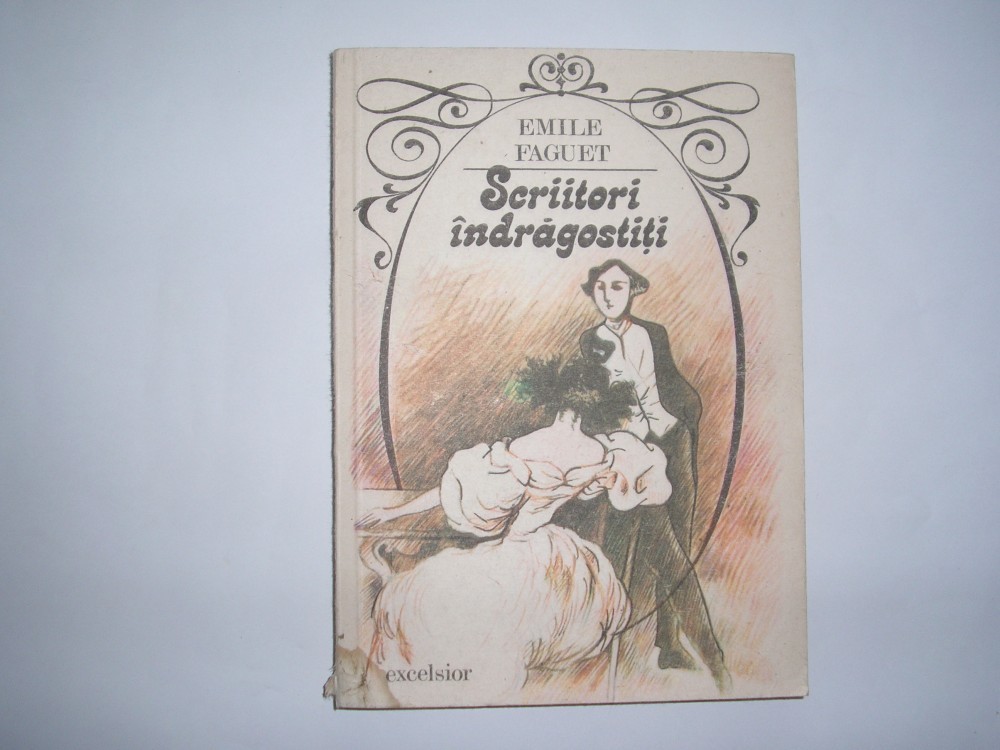 EMILE
FAGUET
Scriitori
îndrăgostiți
excelsior